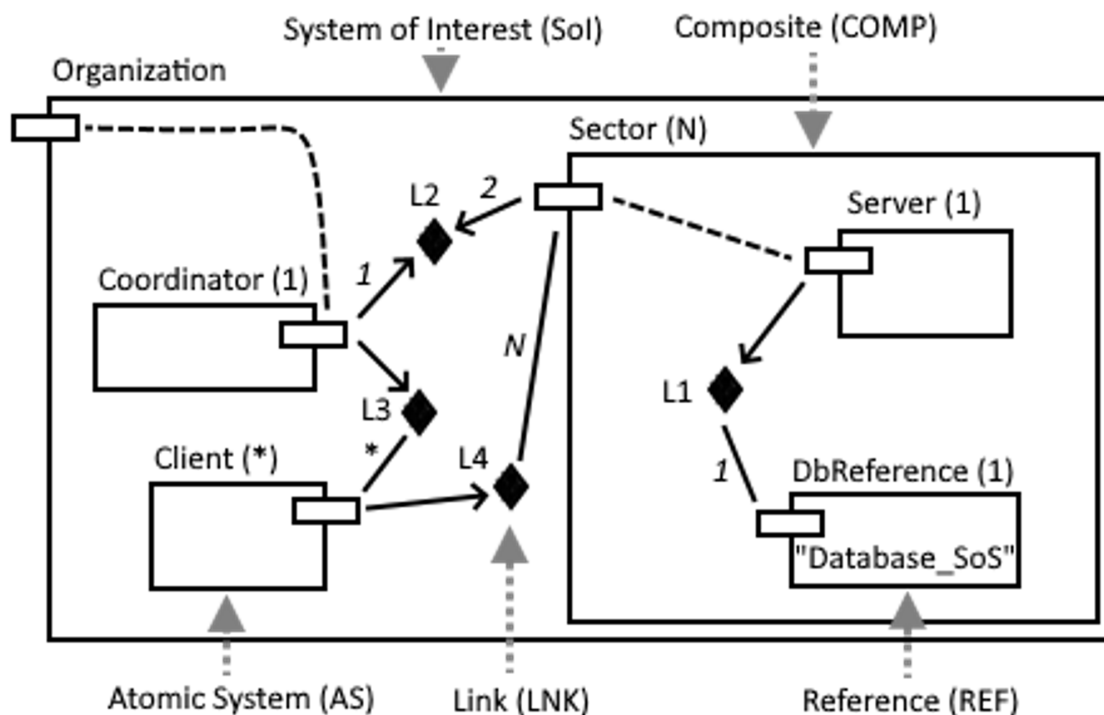 System of Interest (SoI)
Composite (COMP)
Organization
Sector (N)
L2
2
Server (1)
Coordinator (1)
1
N
L3
L1
*
Client (*)
L4
1
DbReference (1)
"Database_SoS"
Atomic System (AS)
Link (LNK)
Reference (REF)